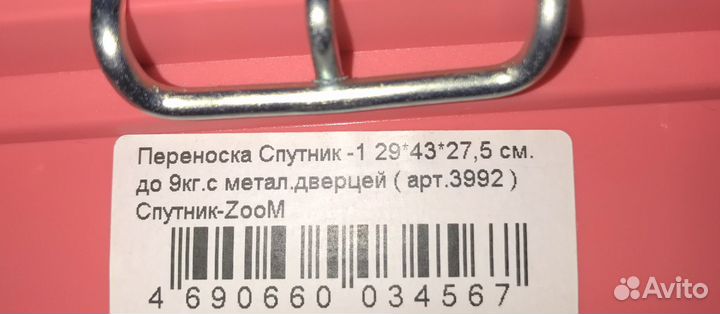 Переноска Спутник -1 29*43*27,5 см.
до 9кг.с метал.дверцей ( арт.3992 )
Спутник-ZooM
4 690660 034567
Avito